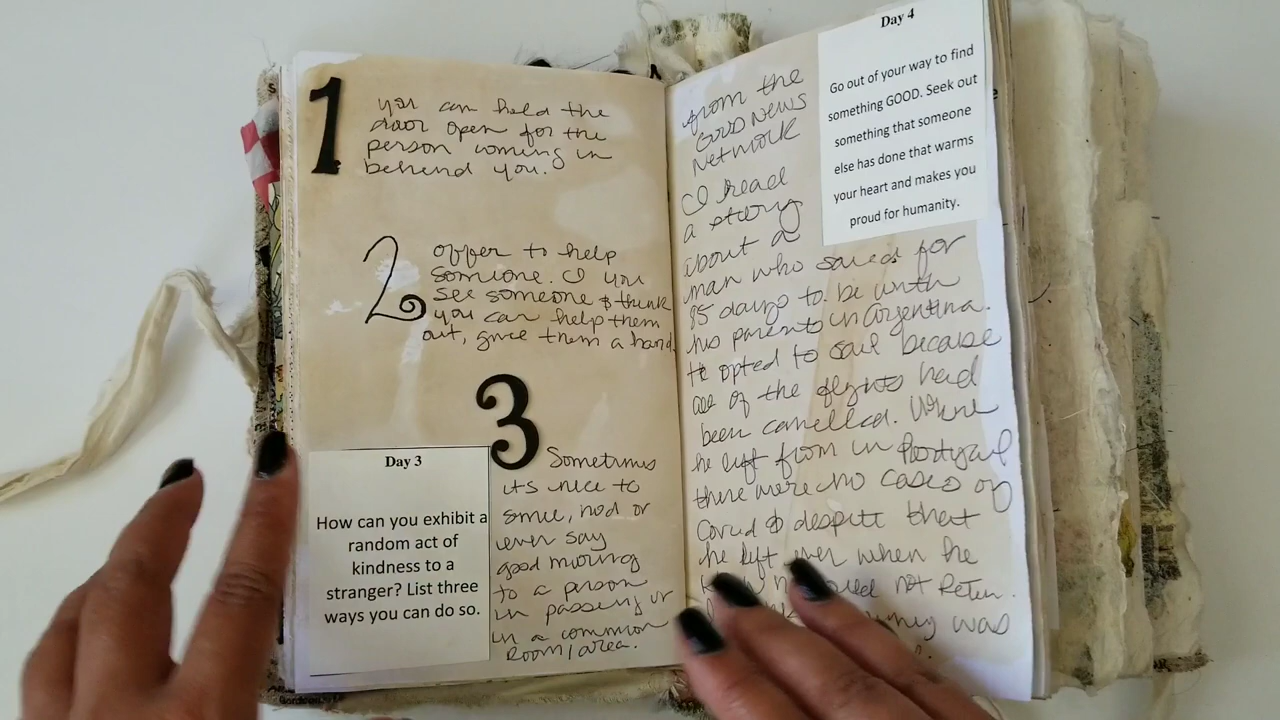 1
you can hold the
door open for the
person coming in
behind you.
2
offer to help
someone. If you
see someone & think
you can help them
out, give them a hand.
3
Sometimes
its nice to
smile, nod or
even say
good morning
to a person
in passing or
in a common
Room/area.
Day 3
How can you exhibit a
random act of
kindness to a
stranger? List three
ways you can do so.
Day 4
Go out of your way to find
something GOOD. Seek out
something that someone
else has done that warms
your heart and makes you
proud for humanity.
from the
GOOD NEWS
Network
I read
a story
about a
man who sailed for
85 days to be with
his parents in Argentina.
He opted to sail because
all of the flights had
been cancelled. Where
he left from in Portugal
there were no cases of
Covid & despite that
he left even when he
not Return.
was